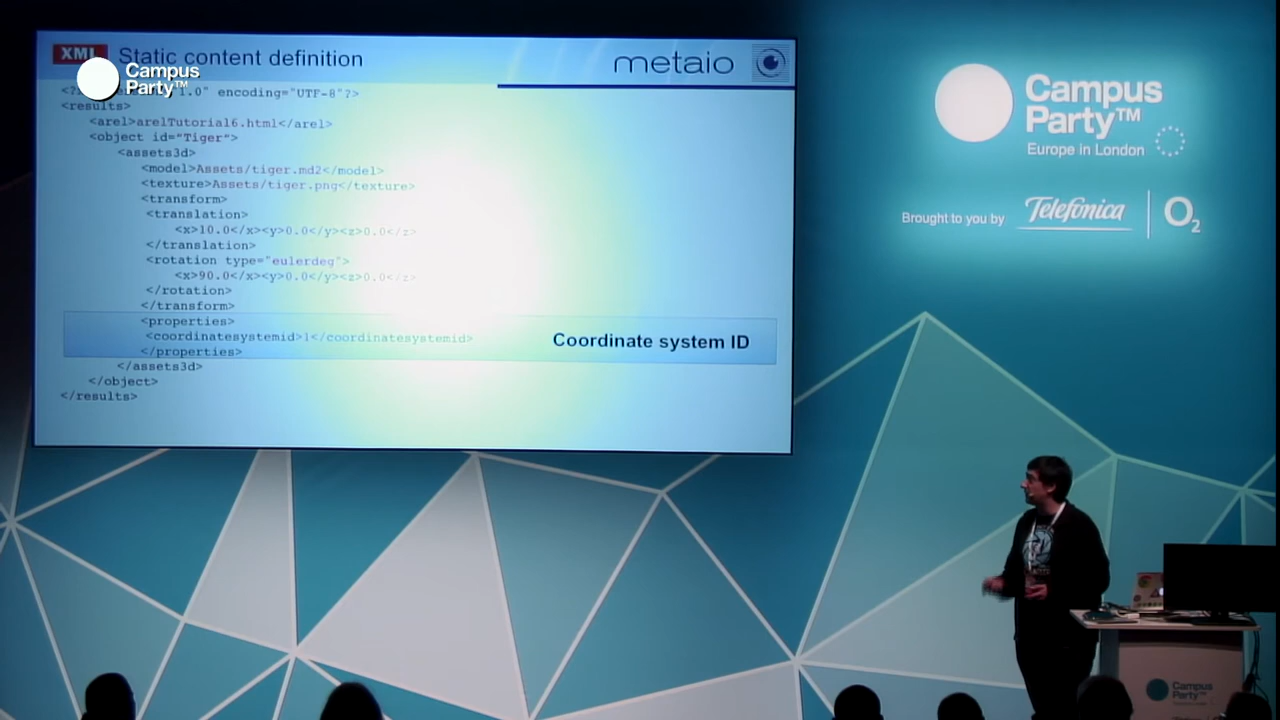 XML Static content definition
metaio
Campus
Party™
1.0" encoding="UTF-8"?>
<results>
<arel>arelTutorial6.html</arel>
<object id="Tiger">
<assets3d>
<model>Assets/tiger.md2</model>
<texture>Assets/tiger.png</texture>
<transform>
<translation>
<x>10.0</x><y>0.0</y><z>0.0</z>
</translation>
<rotation type="eulerdeg">
<x>90.0</x><y>0.0</y><z>0.0</z>
</rotation>
</transform>
<properties>
<coordinatesystemid>1</coordinatesystemid>
Coordinate system ID
</properties>
</assets3d>
</object>
</results>
Campus
Party™
Europe in London
Brought to you by Telefónica O2
Campus
Party™